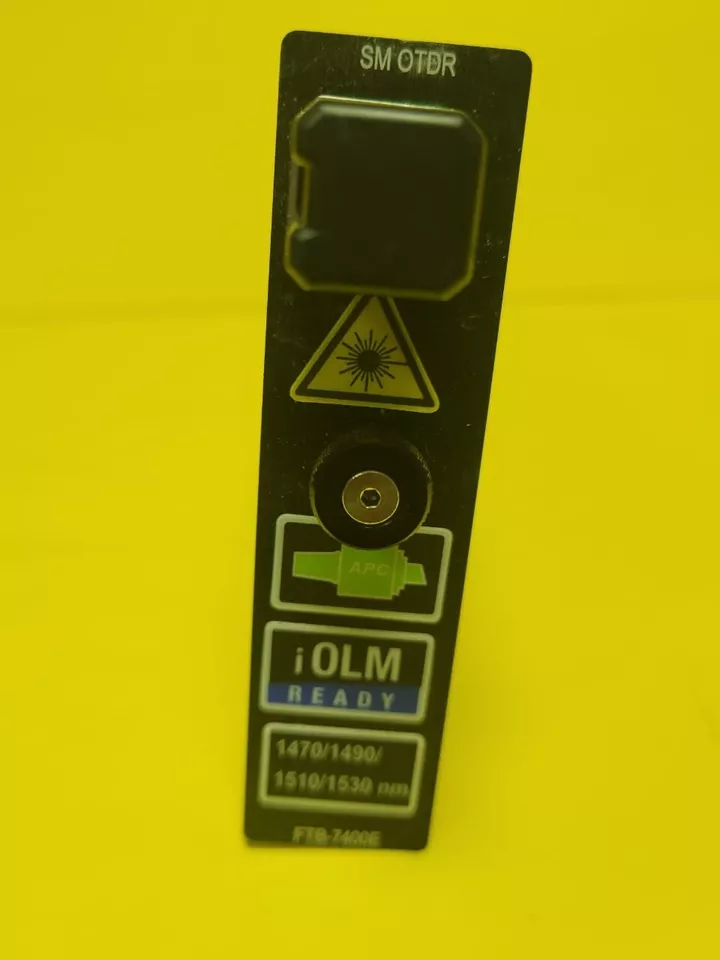 SM OTDR
APC
iOLM
READY
1470/1490/
1510/1530 nm
FTB-7400E